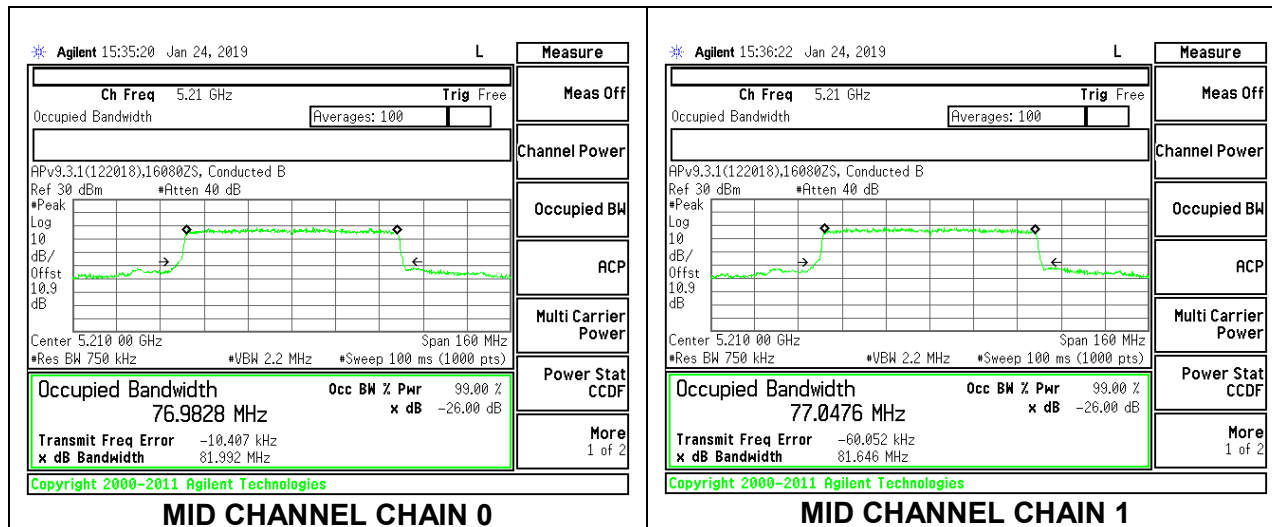 Agilent 15:35:20 Jan 24, 2019 L Measure
Ch Freq 5.21 GHz Trig Free
Occupied Bandwidth Averages: 100
APv9.3.1(122018),16080ZS, Conducted B
Ref 30 dBm #Atten 40 dB
#Peak
Log
10
dB/
Offst
10.9
dB
Center 5.210 00 GHz Span 160 MHz
#Res BW 750 kHz #VBW 2.2 MHz #Sweep 100 ms (1000 pts)
Occupied Bandwidth Occ BW % Pwr 99.00 %
76.9828 MHz x dB -26.00 dB
Transmit Freq Error -10.407 kHz
x dB Bandwidth 81.992 MHz
Copyright 2000-2011 Agilent Technologies
Meas Off
Channel Power
Occupied BW
ACP
Multi Carrier
Power
Power Stat
CCDF
More
1 of 2
MID CHANNEL CHAIN 0
Agilent 15:36:22 Jan 24, 2019 L Measure
Ch Freq 5.21 GHz Trig Free
Occupied Bandwidth Averages: 100
APv9.3.1(122018),16080ZS, Conducted B
Ref 30 dBm #Atten 40 dB
#Peak
Log
10
dB/
Offst
10.9
dB
Center 5.210 00 GHz Span 160 MHz
#Res BW 750 kHz #VBW 2.2 MHz #Sweep 100 ms (1000 pts)
Occupied Bandwidth Occ BW % Pwr 99.00 %
77.0476 MHz x dB -26.00 dB
Transmit Freq Error -60.052 kHz
x dB Bandwidth 81.646 MHz
Copyright 2000-2011 Agilent Technologies
Meas Off
Channel Power
Occupied BW
ACP
Multi Carrier
Power
Power Stat
CCDF
More
1 of 2
MID CHANNEL CHAIN 1